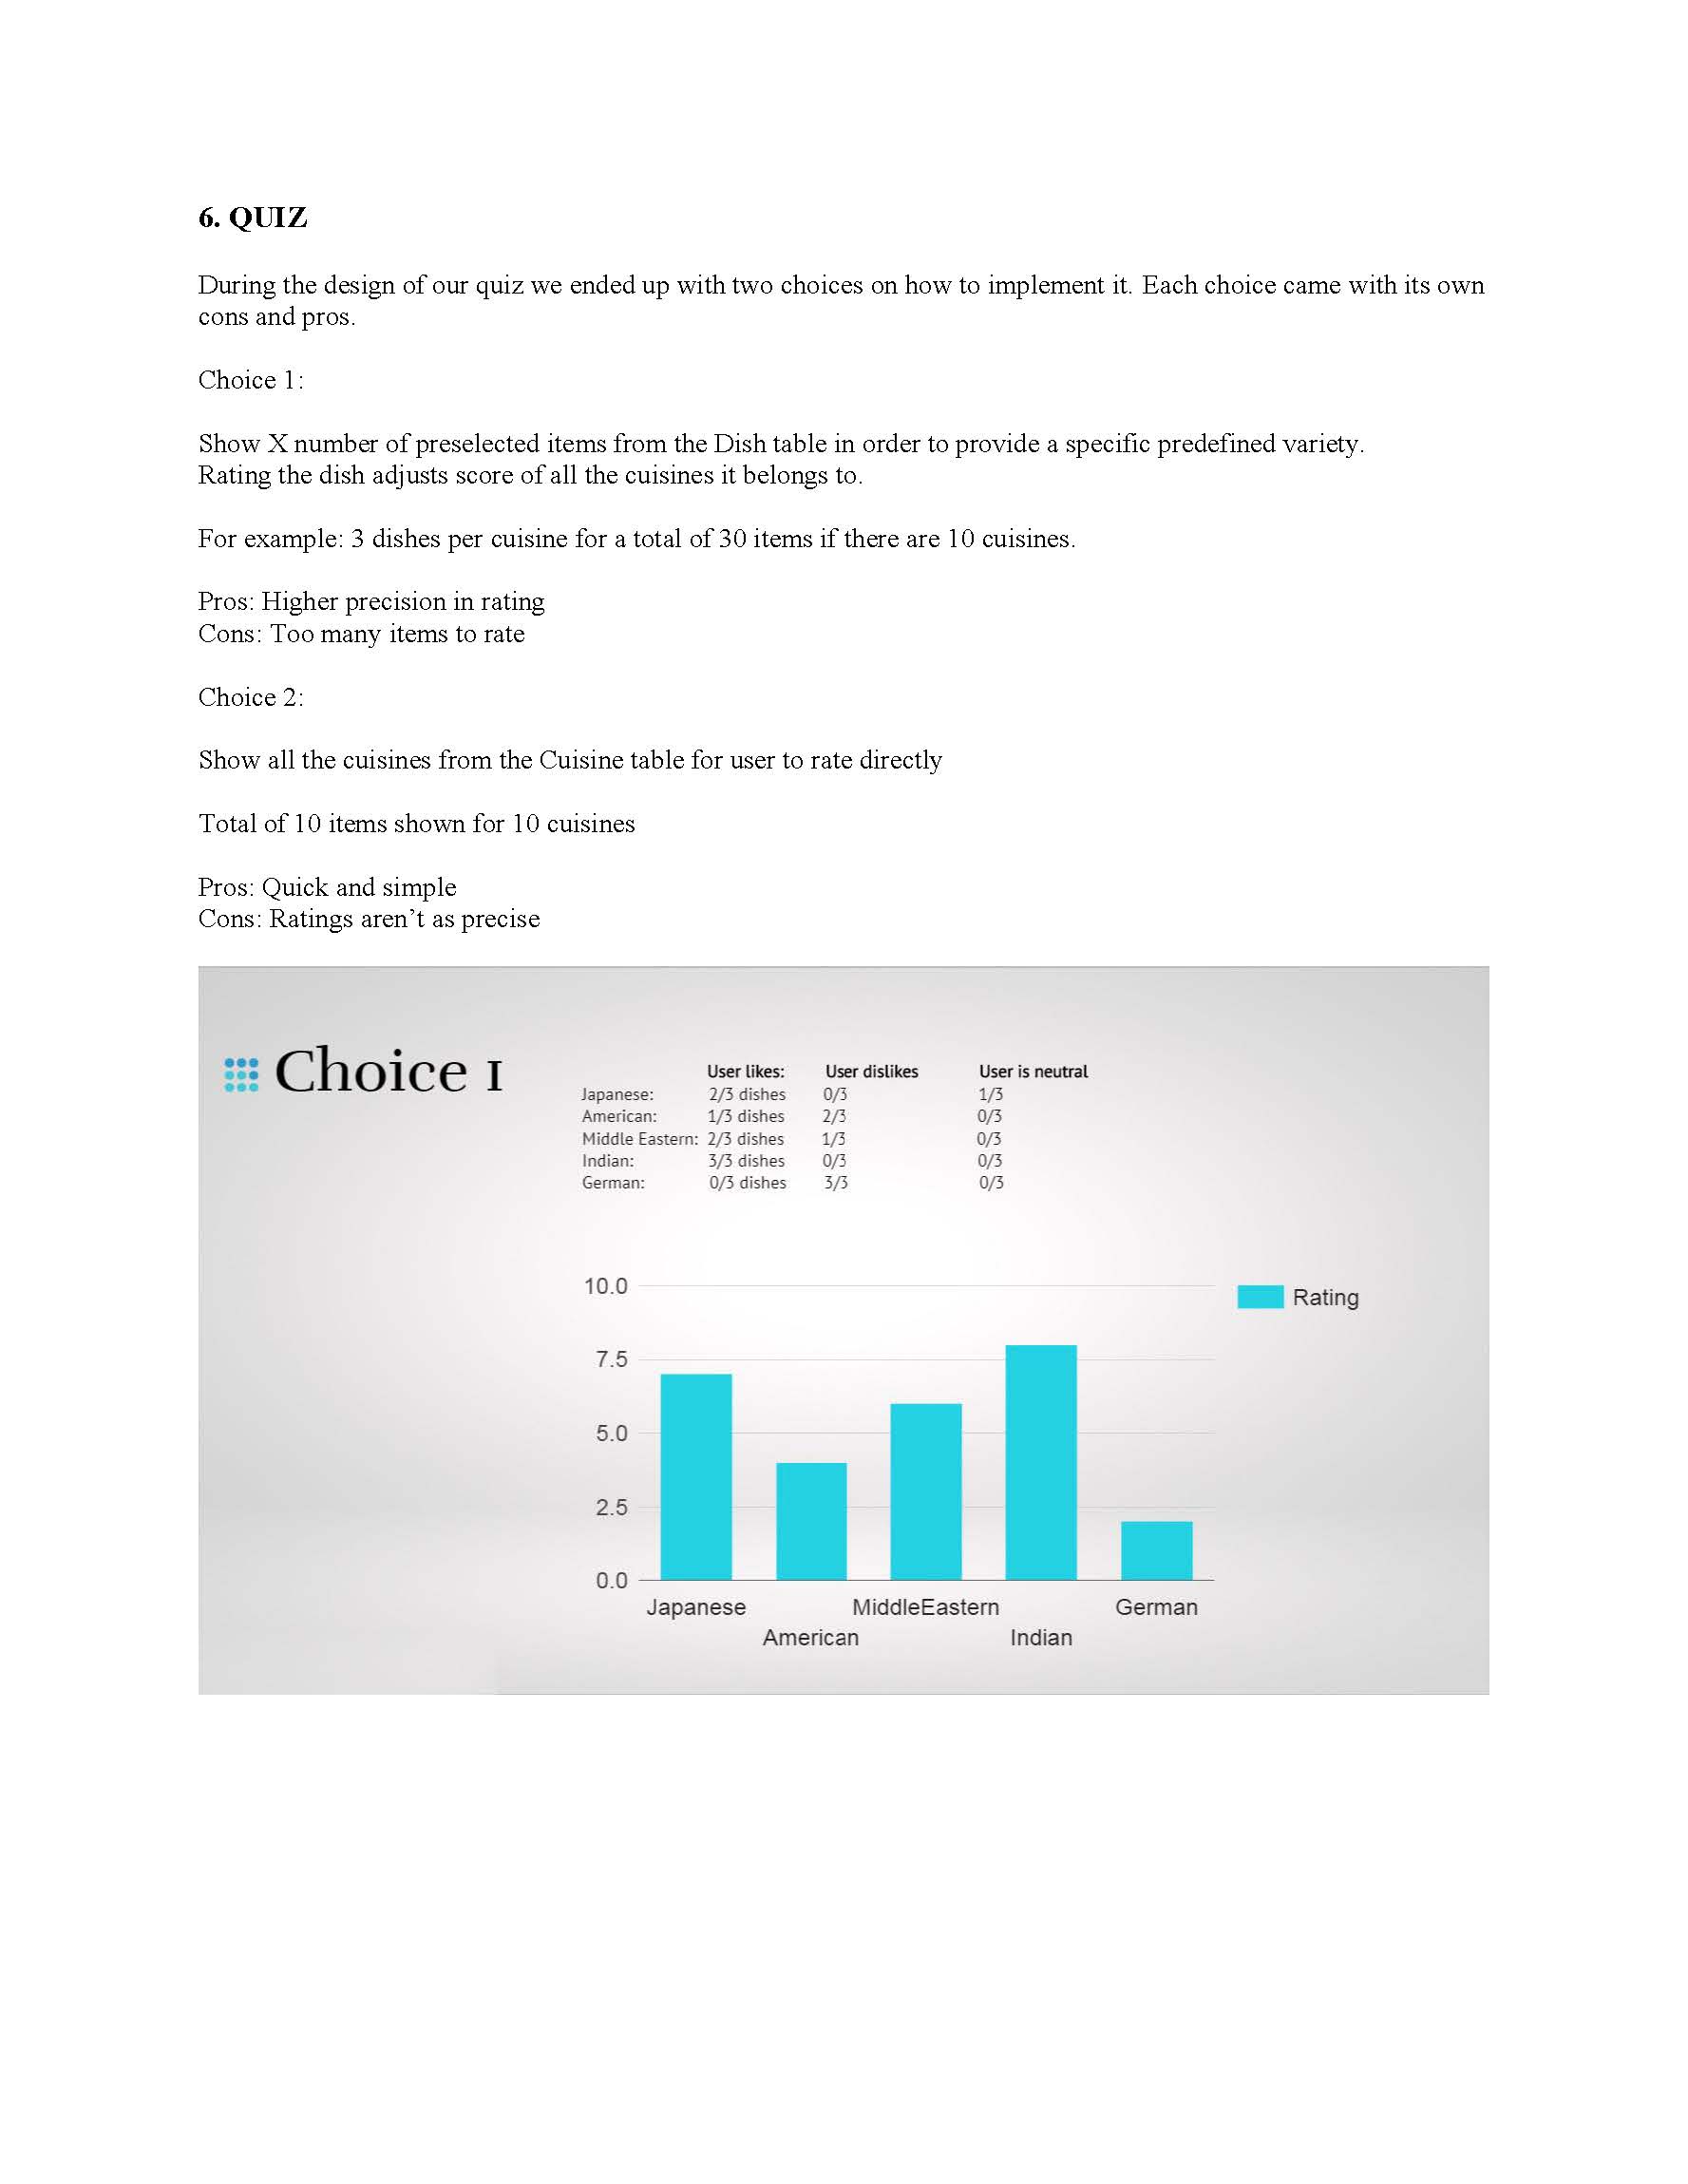 6. QUIZ
During the design of our quiz we ended up with two choices on how to implement it. Each choice came with its own
cons and pros.
Choice 1:
Show X number of preselected items from the Dish table in order to provide a specific predefined variety.
Rating the dish adjusts score of all the cuisines it belongs to.
For example: 3 dishes per cuisine for a total of 30 items if there are 10 cuisines.
Pros: Higher precision in rating
Cons: Too many items to rate
Choice 2:
Show all the cuisines from the Cuisine table for user to rate directly
Total of 10 items shown for 10 cuisines
Pros: Quick and simple
Cons: Ratings aren’t as precise
Choice 1
User likes: User dislikes User is neutral
Japanese: 2/3 dishes 0/3 1/3
American: 1/3 dishes 2/3 0/3
Middle Eastern: 2/3 dishes 1/3 0/3
Indian: 3/3 dishes 0/3 0/3
German: 0/3 dishes 3/3 0/3
10.0
Rating
7.5
5.0
2.5
0.0
Japanese MiddleEastern German
American Indian